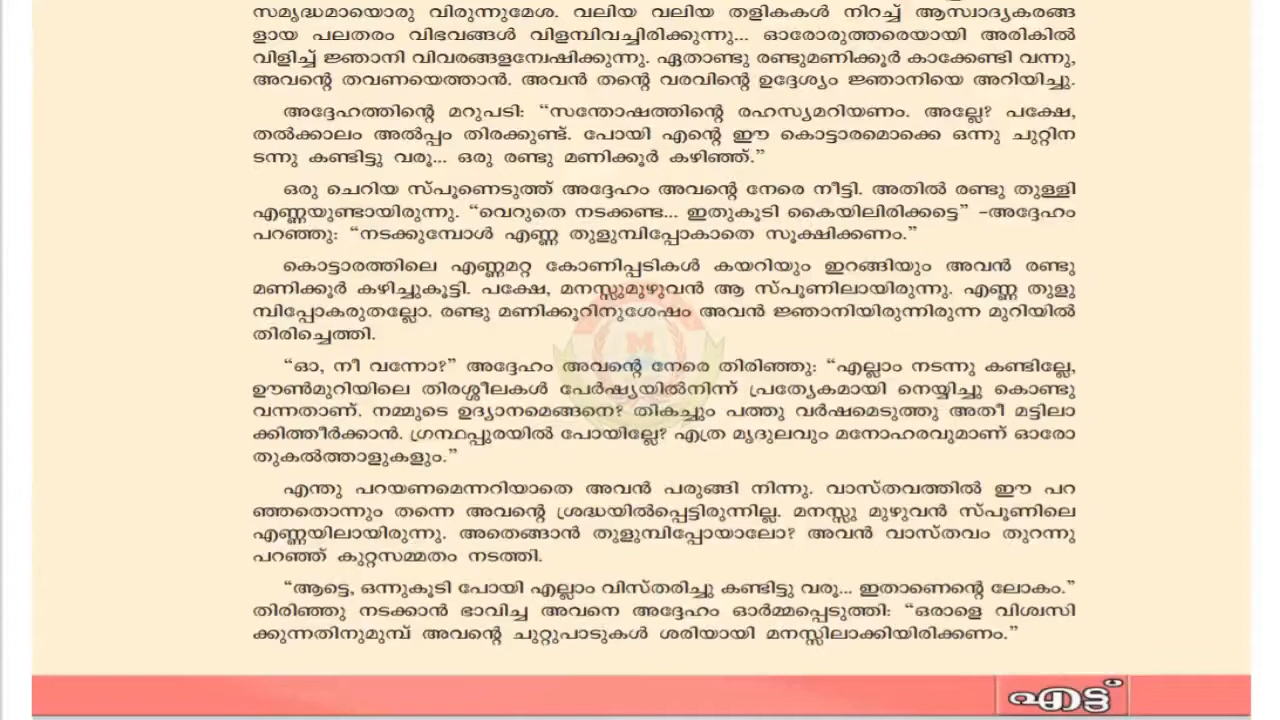 സമൃദ്ധമായൊരു വിരുന്നുമേശ. വലിയ വലിയ തളികകൾ നിറച്ച് ആസ്വാദ്യകരങ്ങ
ളായ പലതരം വിഭവങ്ങൾ വിളമ്പിവച്ചിരിക്കുന്നു... ഓരോരുത്തരെയായി അരികിൽ
വിളിച്ച് ജ്ഞാനി വിവരങ്ങളന്വേഷിക്കുന്നു. ഏതാണ്ടു രണ്ടുമണിക്കൂർ കാക്കേണ്ടി വന്നു,
അവന്റെ തവണയെത്താൻ. അവൻ തന്റെ വരവിന്റെ ഉദ്ദേശ്യം ജ്ഞാനിയെ അറിയിച്ചു.
അദ്ദേഹത്തിന്റെ മറുപടി: “സന്തോഷത്തിന്റെ രഹസ്യമറിയണം. അല്ലേ? പക്ഷേ,
തൽക്കാലം അൽപ്പം തിരക്കുണ്ട്. പോയി എന്റെ ഈ കൊട്ടാരമൊക്കെ ഒന്നു ചുറ്റിന
ടന്നു കണ്ടിട്ടു വരൂ... ഒരു രണ്ടു മണിക്കൂർ കഴിഞ്ഞ്.”
ഒരു ചെറിയ സ്പൂണെടുത്ത് അദ്ദേഹം അവന്റെ നേരെ നീട്ടി. അതിൽ രണ്ടു തുള്ളി
എണ്ണയുണ്ടായിരുന്നു. “വെറുതെ നടക്കണ്ട... ഇതുകൂടി കൈയിലിരിക്കട്ടെ” –അദ്ദേഹം
പറഞ്ഞു: “നടക്കുമ്പോൾ എണ്ണ തുളുമ്പിപ്പോകാതെ സൂക്ഷിക്കണം.”
കൊട്ടാരത്തിലെ എണ്ണമറ്റ കോണിപ്പടികൾ കയറിയും ഇറങ്ങിയും അവൻ രണ്ടു
മണിക്കൂർ കഴിച്ചുകൂട്ടി. പക്ഷേ, മനസ്സുമുഴുവൻ ആ സ്പൂണിലായിരുന്നു. എണ്ണ തുളു
മ്പിപ്പോകരുതല്ലോ. രണ്ടു മണിക്കൂറിനുശേഷം അവൻ ജ്ഞാനിയിരുന്നിരുന്ന മുറിയിൽ
തിരിച്ചെത്തി.
“ഓ, നീ വന്നോ?” അദ്ദേഹം അവന്റെ നേരെ തിരിഞ്ഞു: “എല്ലാം നടന്നു കണ്ടില്ലേ,
ഊൺമുറിയിലെ തിരശ്ശീലകൾ പേർഷ്യയിൽനിന്ന് പ്രത്യേകമായി നെയ്യിച്ചു കൊണ്ടു
വന്നതാണ്. നമ്മുടെ ഉദ്യാനമെങ്ങനെ? തികച്ചും പത്തു വർഷമെടുത്തു അതീ മട്ടിലാ
ക്കിത്തീർക്കാൻ. ഗ്രന്ഥപ്പുരയിൽ പോയില്ലേ? എത്ര മൃദുലവും മനോഹരവുമാണ് ഓരോ
തുകൽത്താളുകളും.”
എന്തു പറയണമെന്നറിയാതെ അവൻ പരുങ്ങി നിന്നു. വാസ്തവത്തിൽ ഈ പറ
ഞ്ഞതൊന്നും തന്നെ അവന്റെ ശ്രദ്ധയിൽപ്പെട്ടിരുന്നില്ല. മനസ്സു മുഴുവൻ സ്പൂണിലെ
എണ്ണയിലായിരുന്നു. അതെങ്ങാൻ തുളുമ്പിപ്പോയാലോ? അവൻ വാസ്തവം തുറന്നു
പറഞ്ഞ് കുറ്റസമ്മതം നടത്തി.
“ആട്ടെ, ഒന്നുകൂടി പോയി എല്ലാം വിസ്തരിച്ചു കണ്ടിട്ടു വരൂ... ഇതാണെന്റെ ലോകം.”
തിരിഞ്ഞു നടക്കാൻ ഭാവിച്ച അവനെ അദ്ദേഹം ഓർമ്മപ്പെടുത്തി: “ഒരാളെ വിശ്വസി
ക്കുന്നതിനുമുമ്പ് അവന്റെ ചുറ്റുപാടുകൾ ശരിയായി മനസ്സിലാക്കിയിരിക്കണം.”
എട്ട്